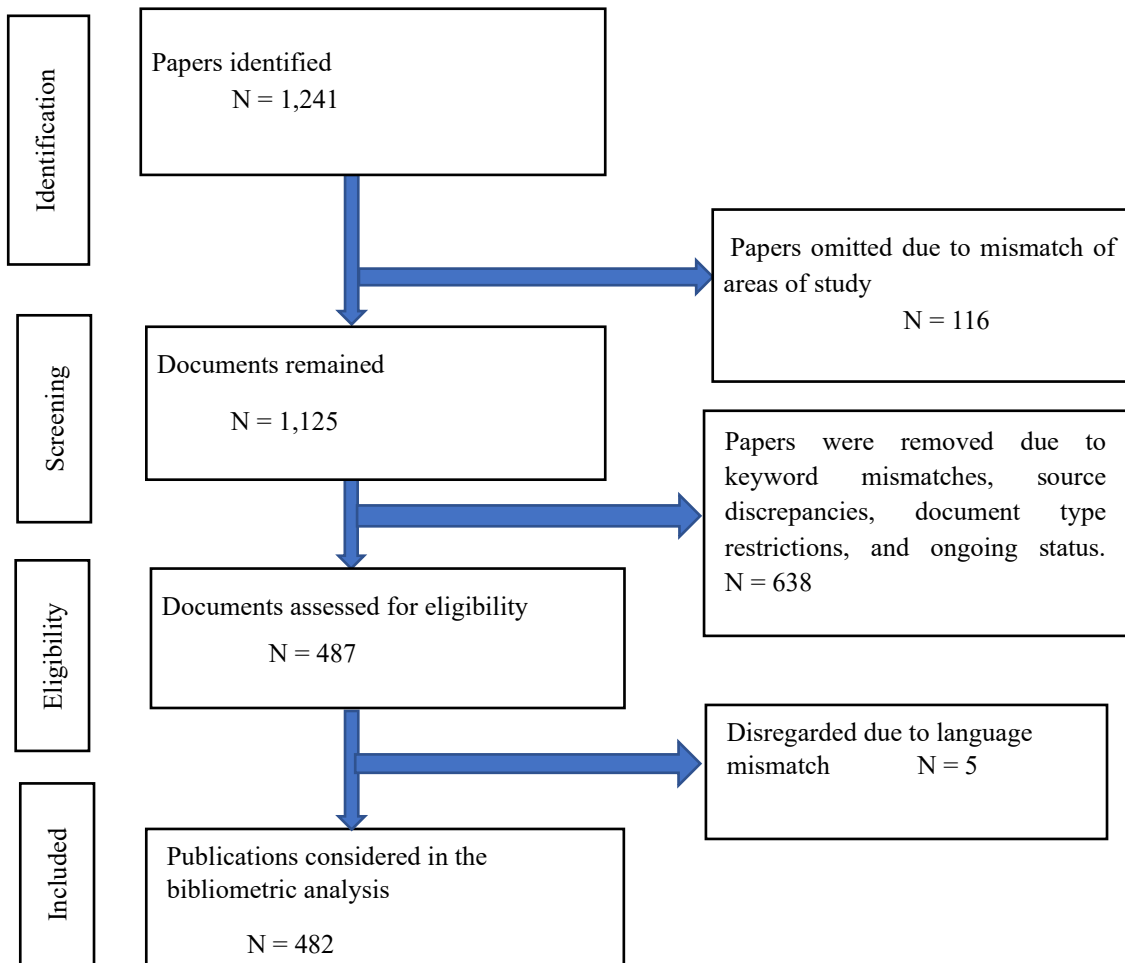 Identification
Papers identified
N = 1,241
Papers omitted due to mismatch of
areas of study
N = 116
Screening
Documents remained
N = 1,125
Papers were removed due to
keyword mismatches, source
discrepancies, document type
restrictions, and ongoing status.
N = 638
Eligibility
Documents assessed for eligibility
N = 487
Disregarded due to language
mismatch N = 5
Included
Publications considered in the
bibliometric analysis
N = 482